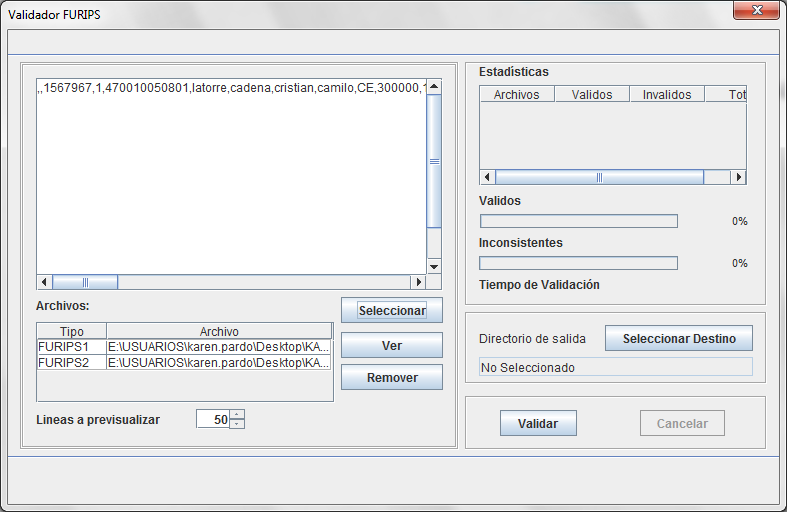 Validador FURIPS
,,1567967,1,470010050801,latorre,cadena,cristian,camilo,CE,300000,
Archivos:
Seleccionar
Tipo Archivo
FURIPS1 E:\USUARIOS\karen.pardo\Desktop\KA...
FURIPS2 E:\USUARIOS\karen.pardo\Desktop\KA...
Ver
Remover
Lineas a previsualizar 50
Estadísticas
Archivos Validos Invalidos Tot
Validos
0%
Inconsistentes
0%
Tiempo de Validación
Directorio de salida Seleccionar Destino
No Seleccionado
Validar Cancelar